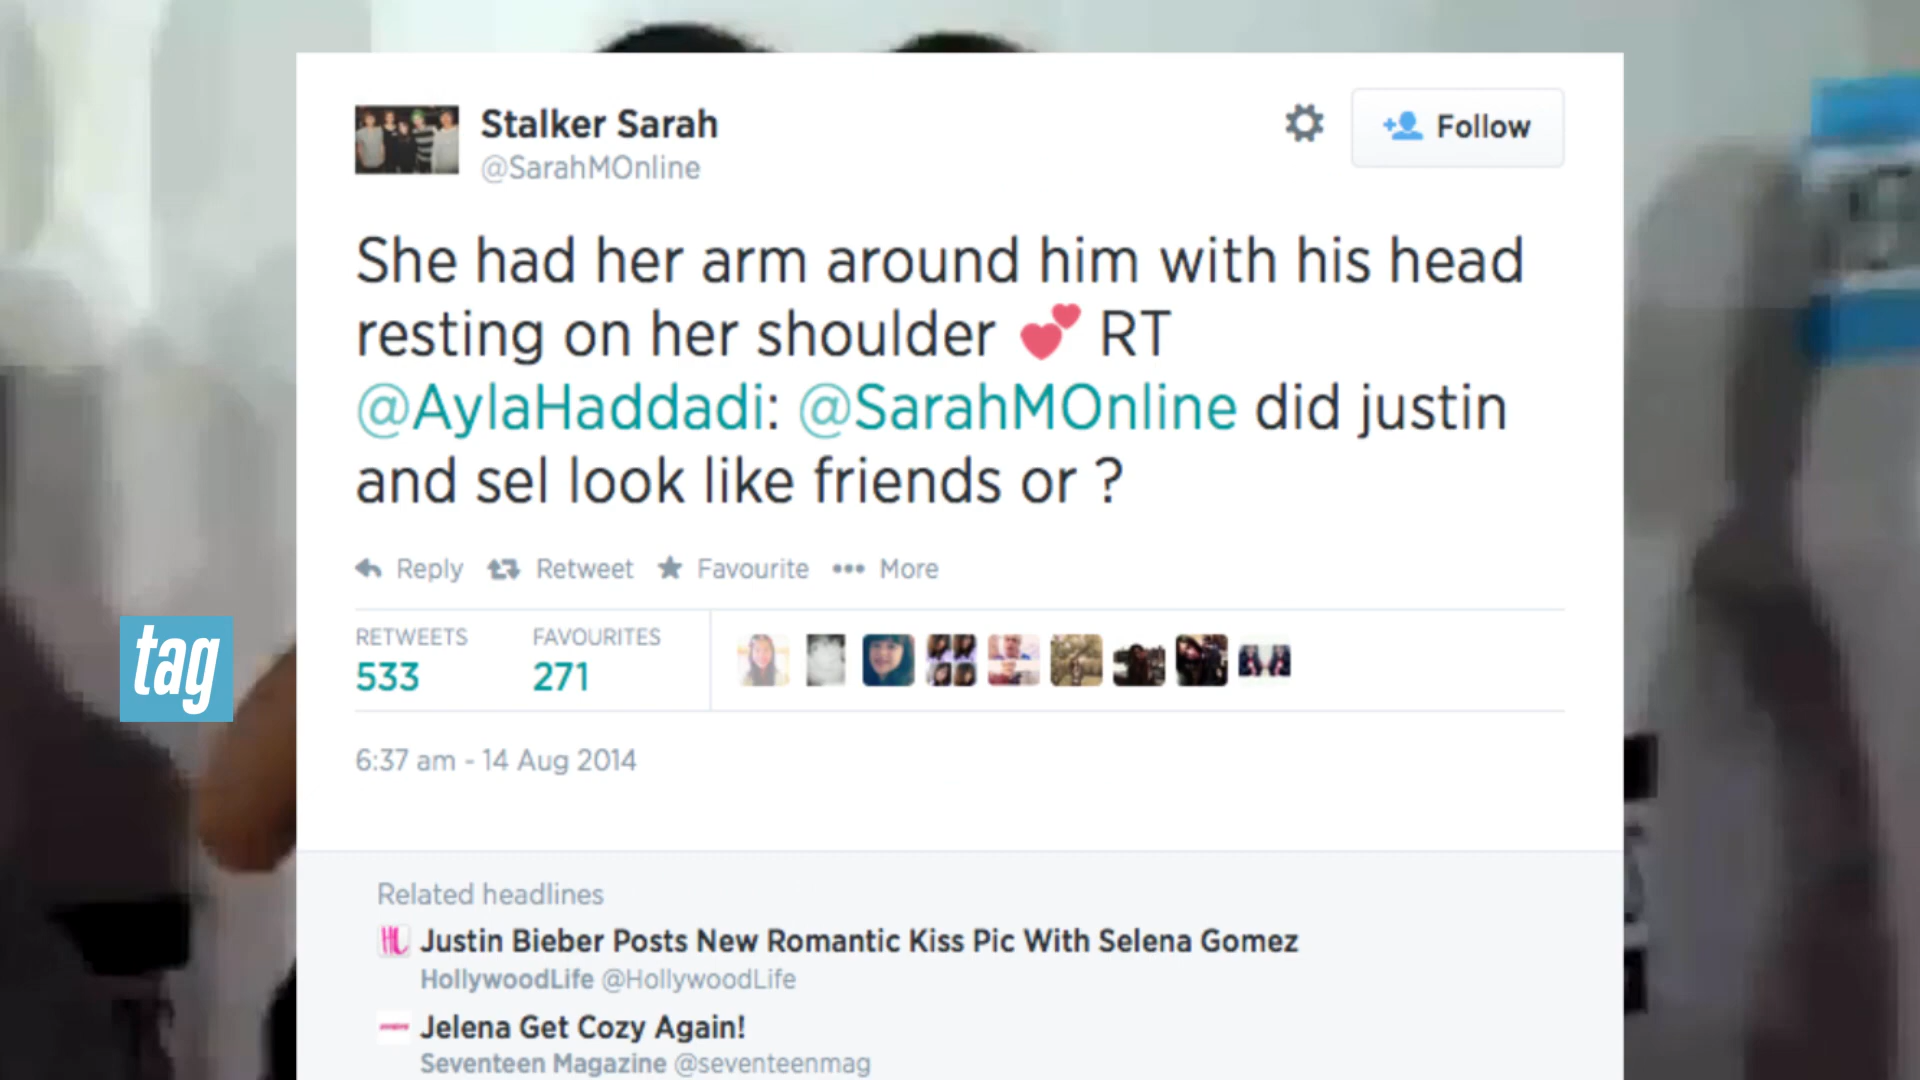 Stalker Sarah
@SarahMOnline
Follow
She had her arm around him with his head
resting on her shoulder 💕 RT
@AylaHaddadi: @SarahMOnline did justin
and sel look like friends or ?
Reply Retweet Favourite More
RETWEETS FAVOURITES
533 271
tag
6:37 am - 14 Aug 2014
Related headlines
HL Justin Bieber Posts New Romantic Kiss Pic With Selena Gomez
HollywoodLife @HollywoodLife
Jelena Get Cozy Again!
Seventeen Magazine @seventeenmag